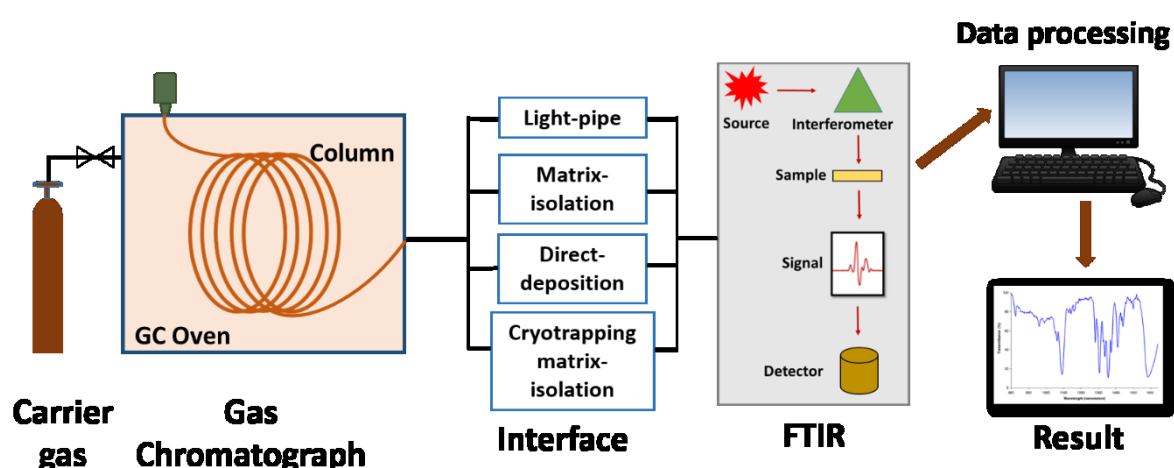 Data processing
Light-pipe
Source
Interferometer
Column
Matrix-
isolation
Sample
Direct-
deposition
Signal
GC Oven
Cryotrapping
matrix-
isolation
Detector
Carrier
gas
Gas
Chromatograph
Interface
FTIR
Result